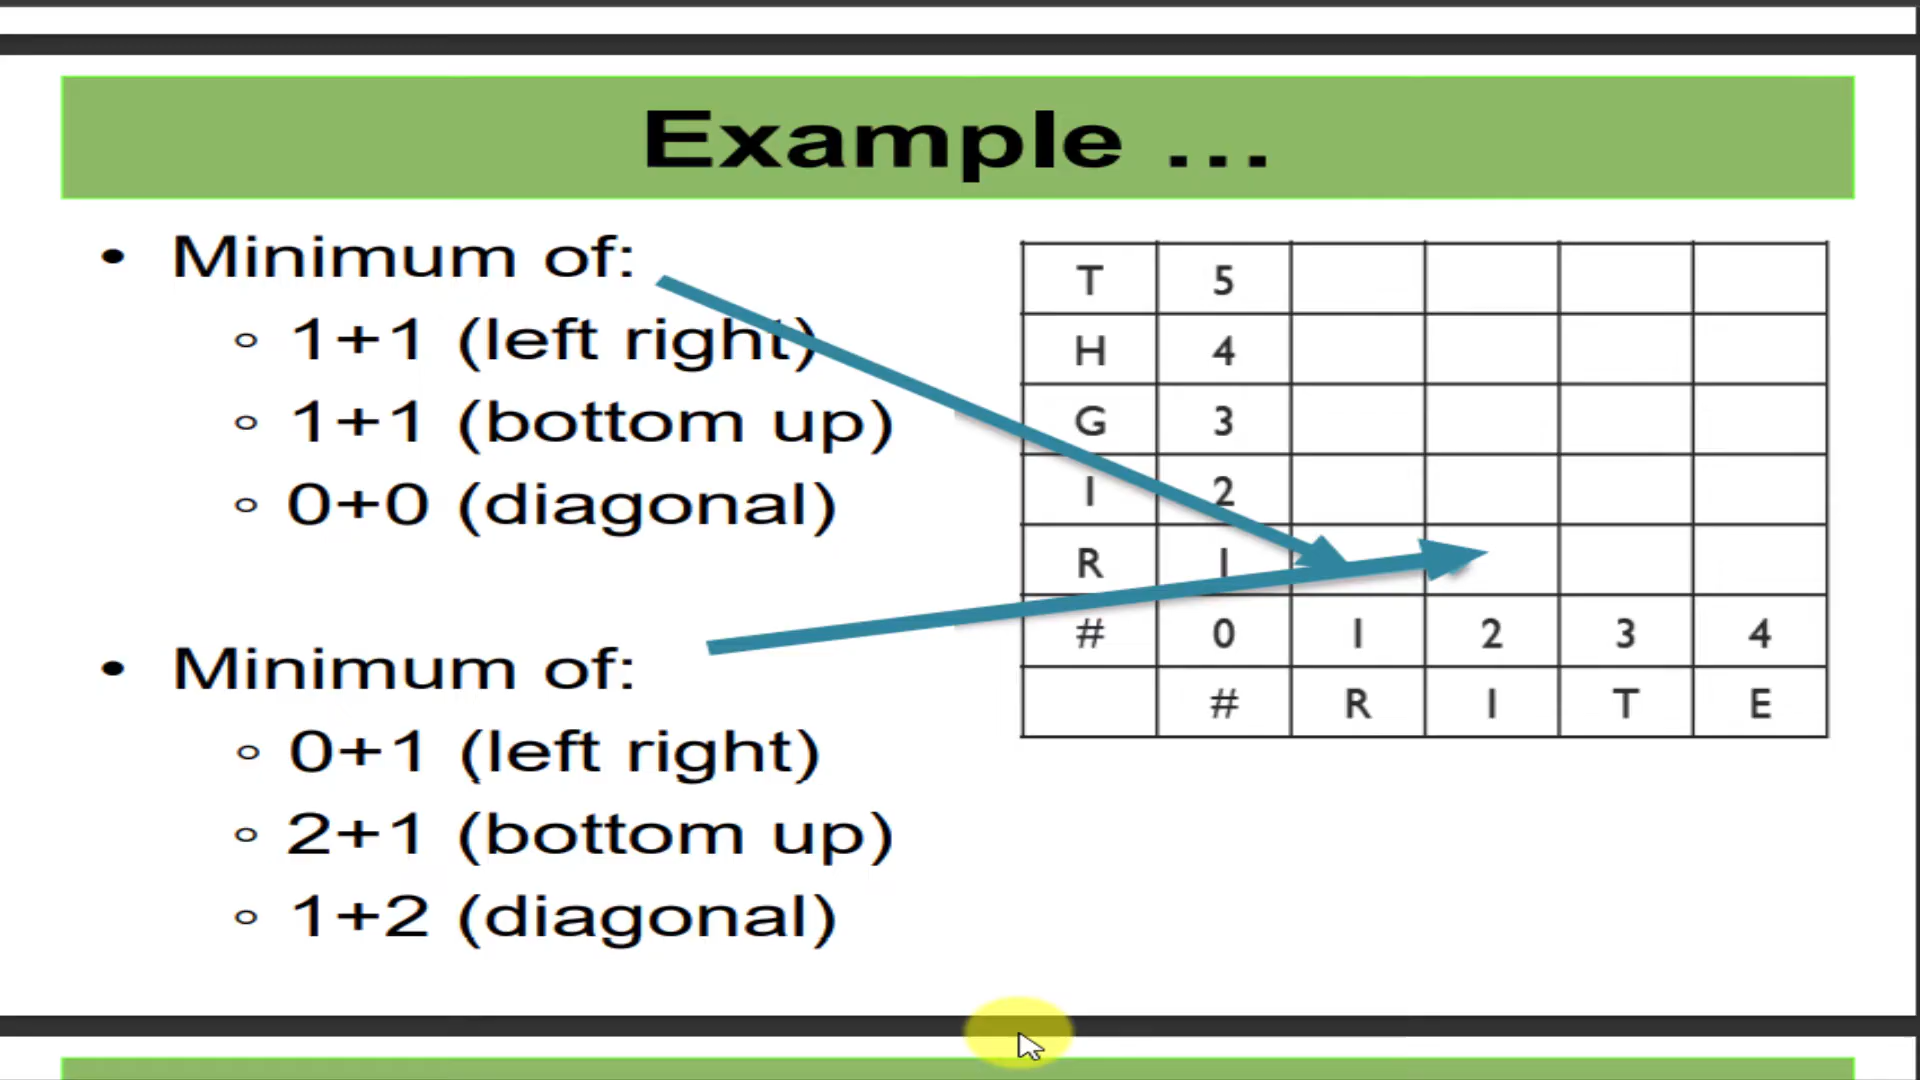 Example ...
• Minimum of:
◦ 1+1 (left right)
◦ 1+1 (bottom up)
◦ 0+0 (diagonal)
• Minimum of:
◦ 0+1 (left right)
◦ 2+1 (bottom up)
◦ 1+2 (diagonal)
T 5
H 4
G 3
I 2
R 1
# 0 1 2 3 4
# R I T E